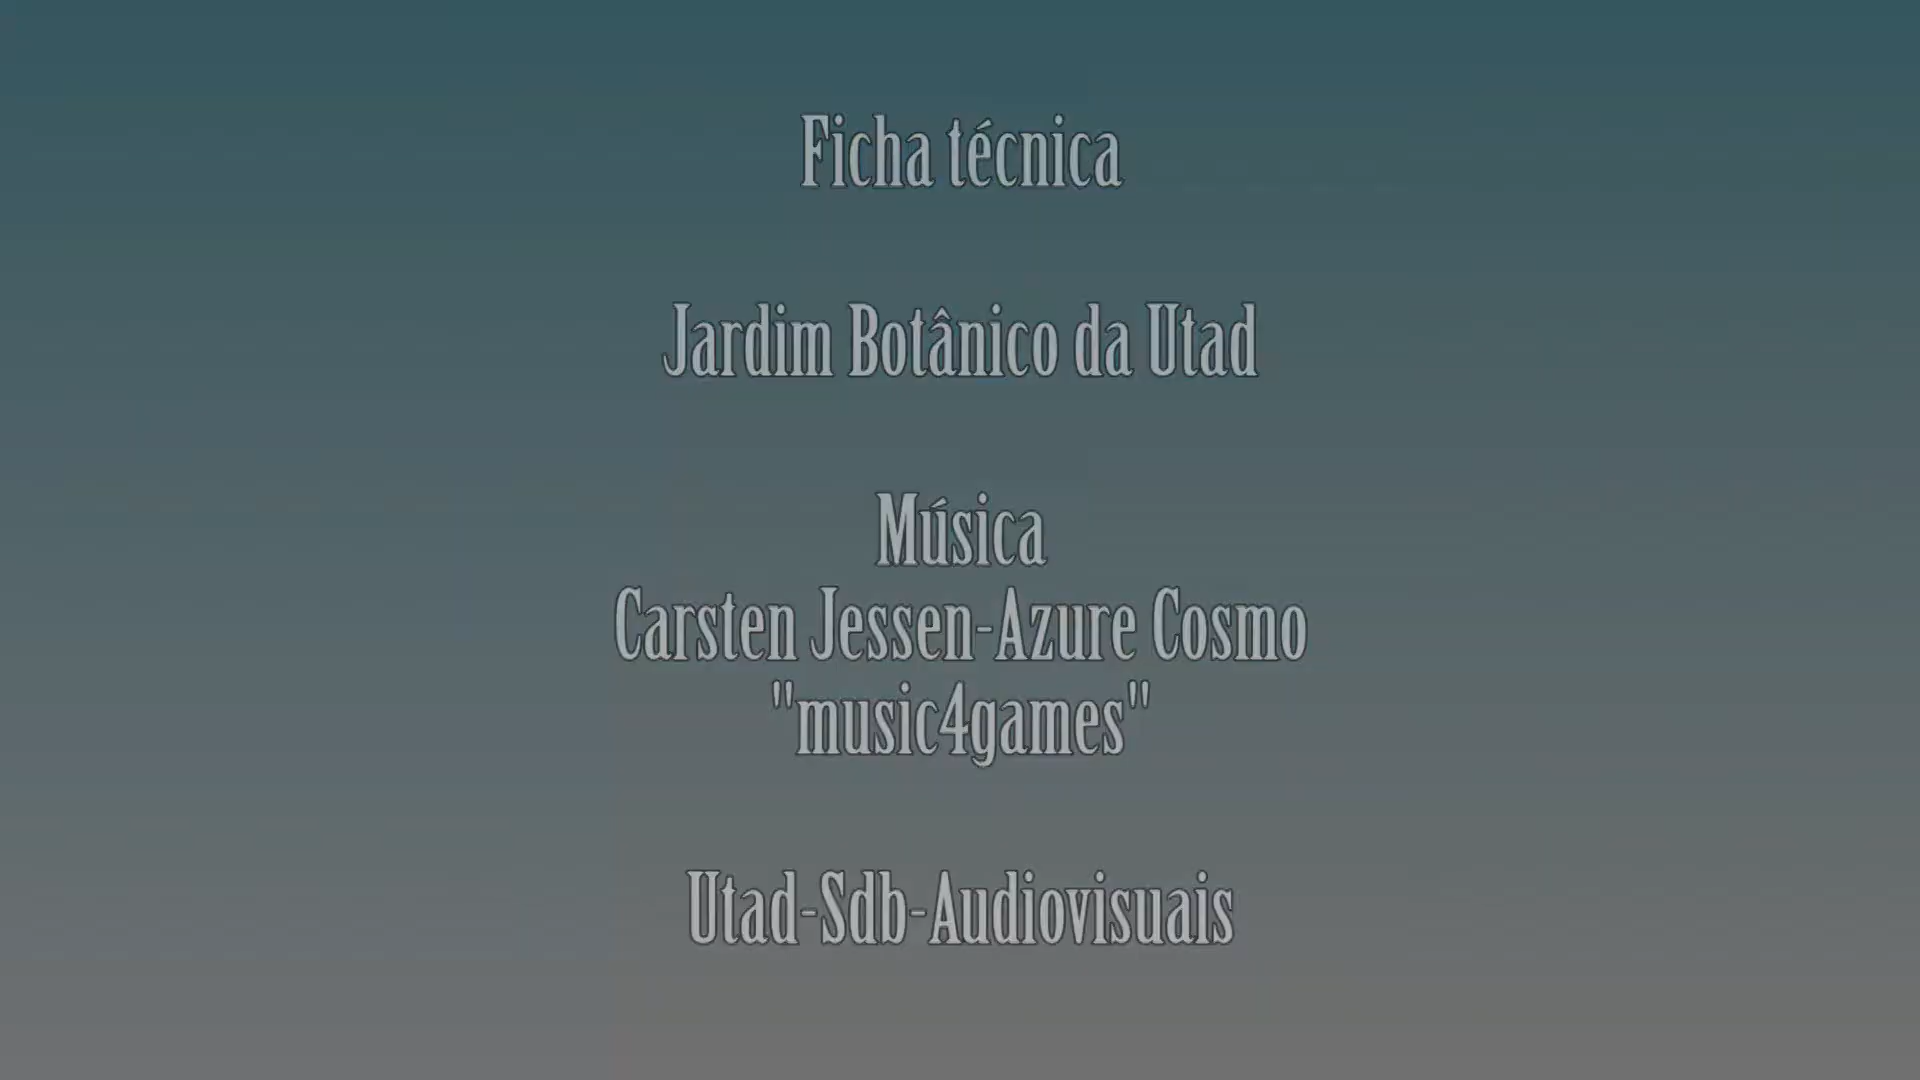 Ficha técnica
Jardim Botânico da Utad
Música
Carsten Jessen-Azure Cosmo
"music4games"
Utad-Sdb-Audiovisuais